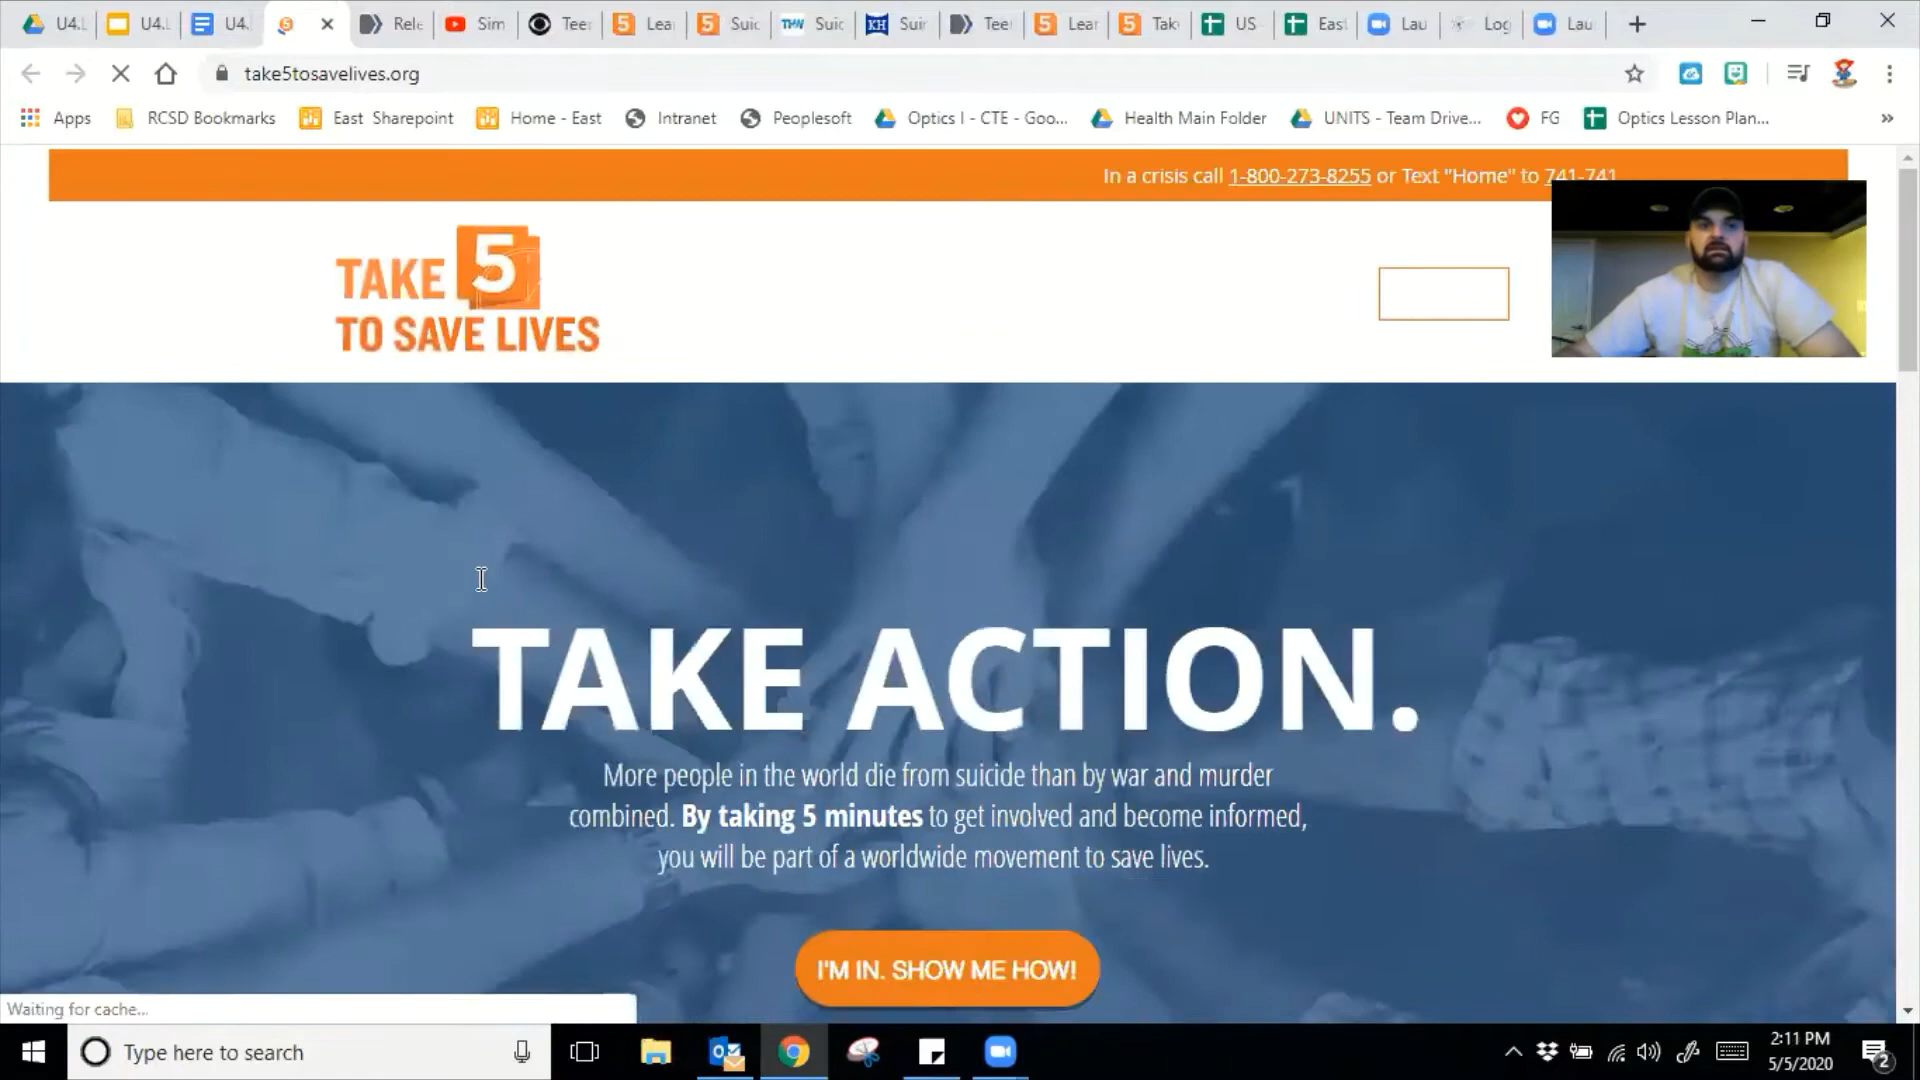 U4.L
U4.L
U4.
Rele
Sim
Tee
Lea
Suic
Suic
Sui
Tee
Lear
Take
US
East
Lau
Log
Lau
take5tosavelives.org
Apps
RCSD Bookmarks
East Sharepoint
Home - East
Intranet
Peoplesoft
Optics I - CTE - Goo...
Health Main Folder
UNITS - Team Drive...
FG
Optics Lesson Plan...
»
In a crisis call 1-800-273-8255 or Text "Home" to 741-741
TAKE 5
TO SAVE LIVES
TAKE ACTION.
More people in the world die from suicide than by war and murder
combined. By taking 5 minutes to get involved and become informed,
you will be part of a worldwide movement to save lives.
I'M IN. SHOW ME HOW!
Waiting for cache...
Type here to search
2:11 PM
5/5/2020
2